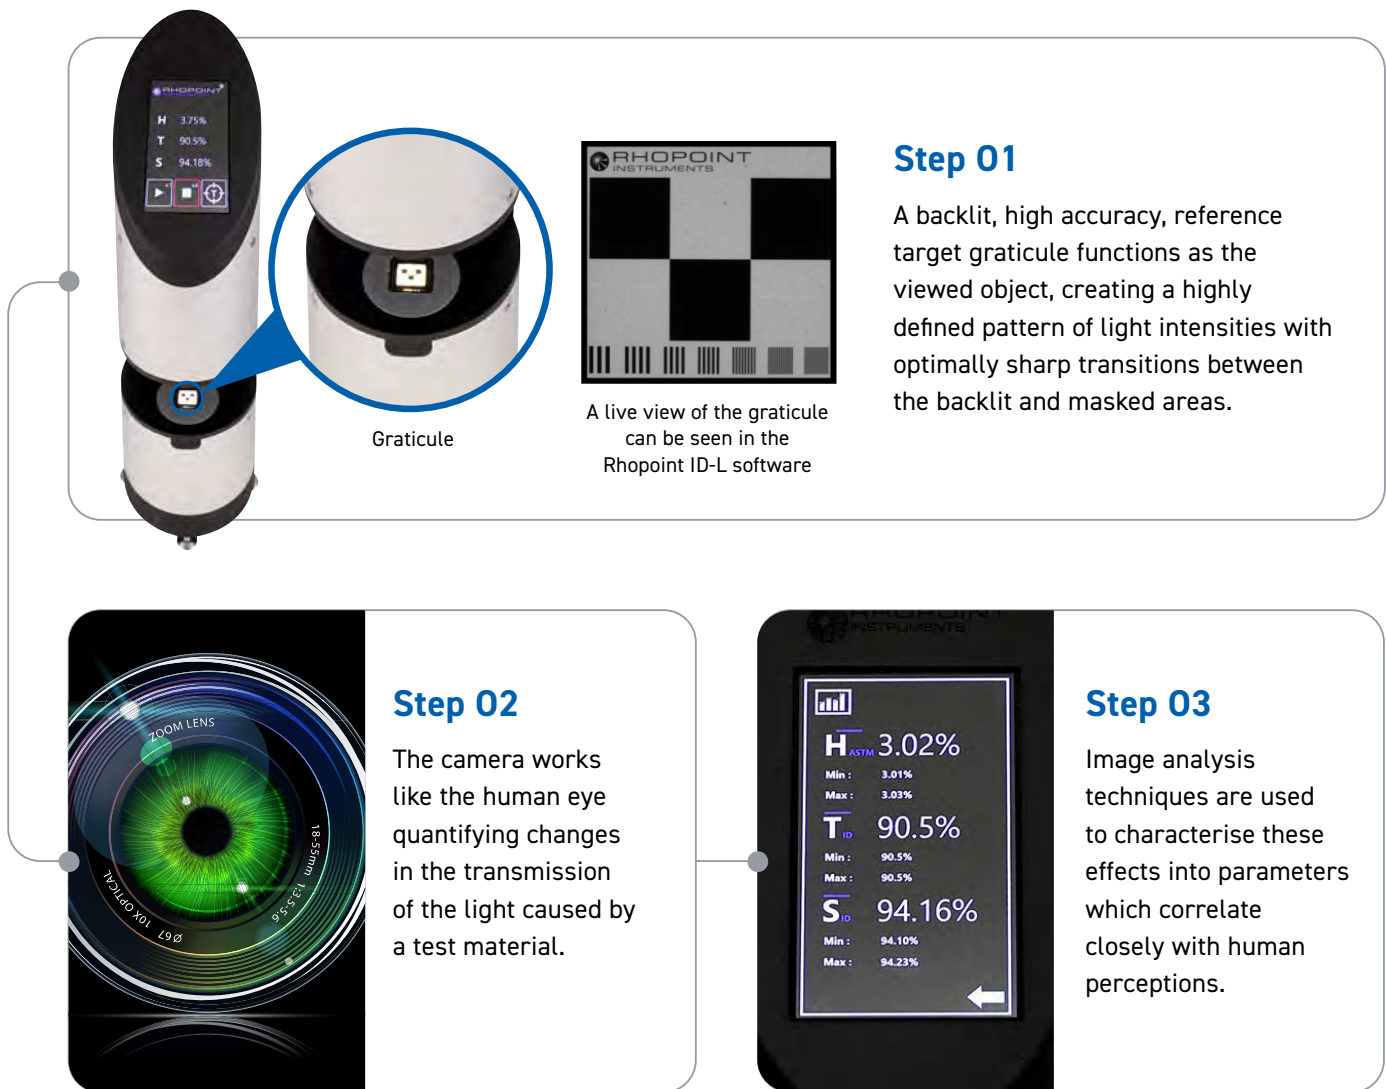 RHOPOINT
H 3.75%
T 90.5%
S 94.18%
Graticule
RHOPOINT
INSTRUMENTS
A live view of the graticule
can be seen in the
Rhopoint ID-L software
Step 01
A backlit, high accuracy, reference
target graticule functions as the
viewed object, creating a highly
defined pattern of light intensities with
optimally sharp transitions between
the backlit and masked areas.
ZOOM LENS
18-55mm 1:3.5-5.6
Ø67 10X OPTICAL
Step 02
The camera works
like the human eye
quantifying changes
in the transmission
of the light caused by
a test material.
RHOPOINT
INSTRUMENTS
H ASTM 3.02%
Min : 3.01%
Max : 3.03%
T ID 90.5%
Min : 90.5%
Max : 90.5%
S ID 94.16%
Min : 94.10%
Max : 94.23%
Step 03
Image analysis
techniques are used
to characterise these
effects into parameters
which correlate
closely with human
perceptions.